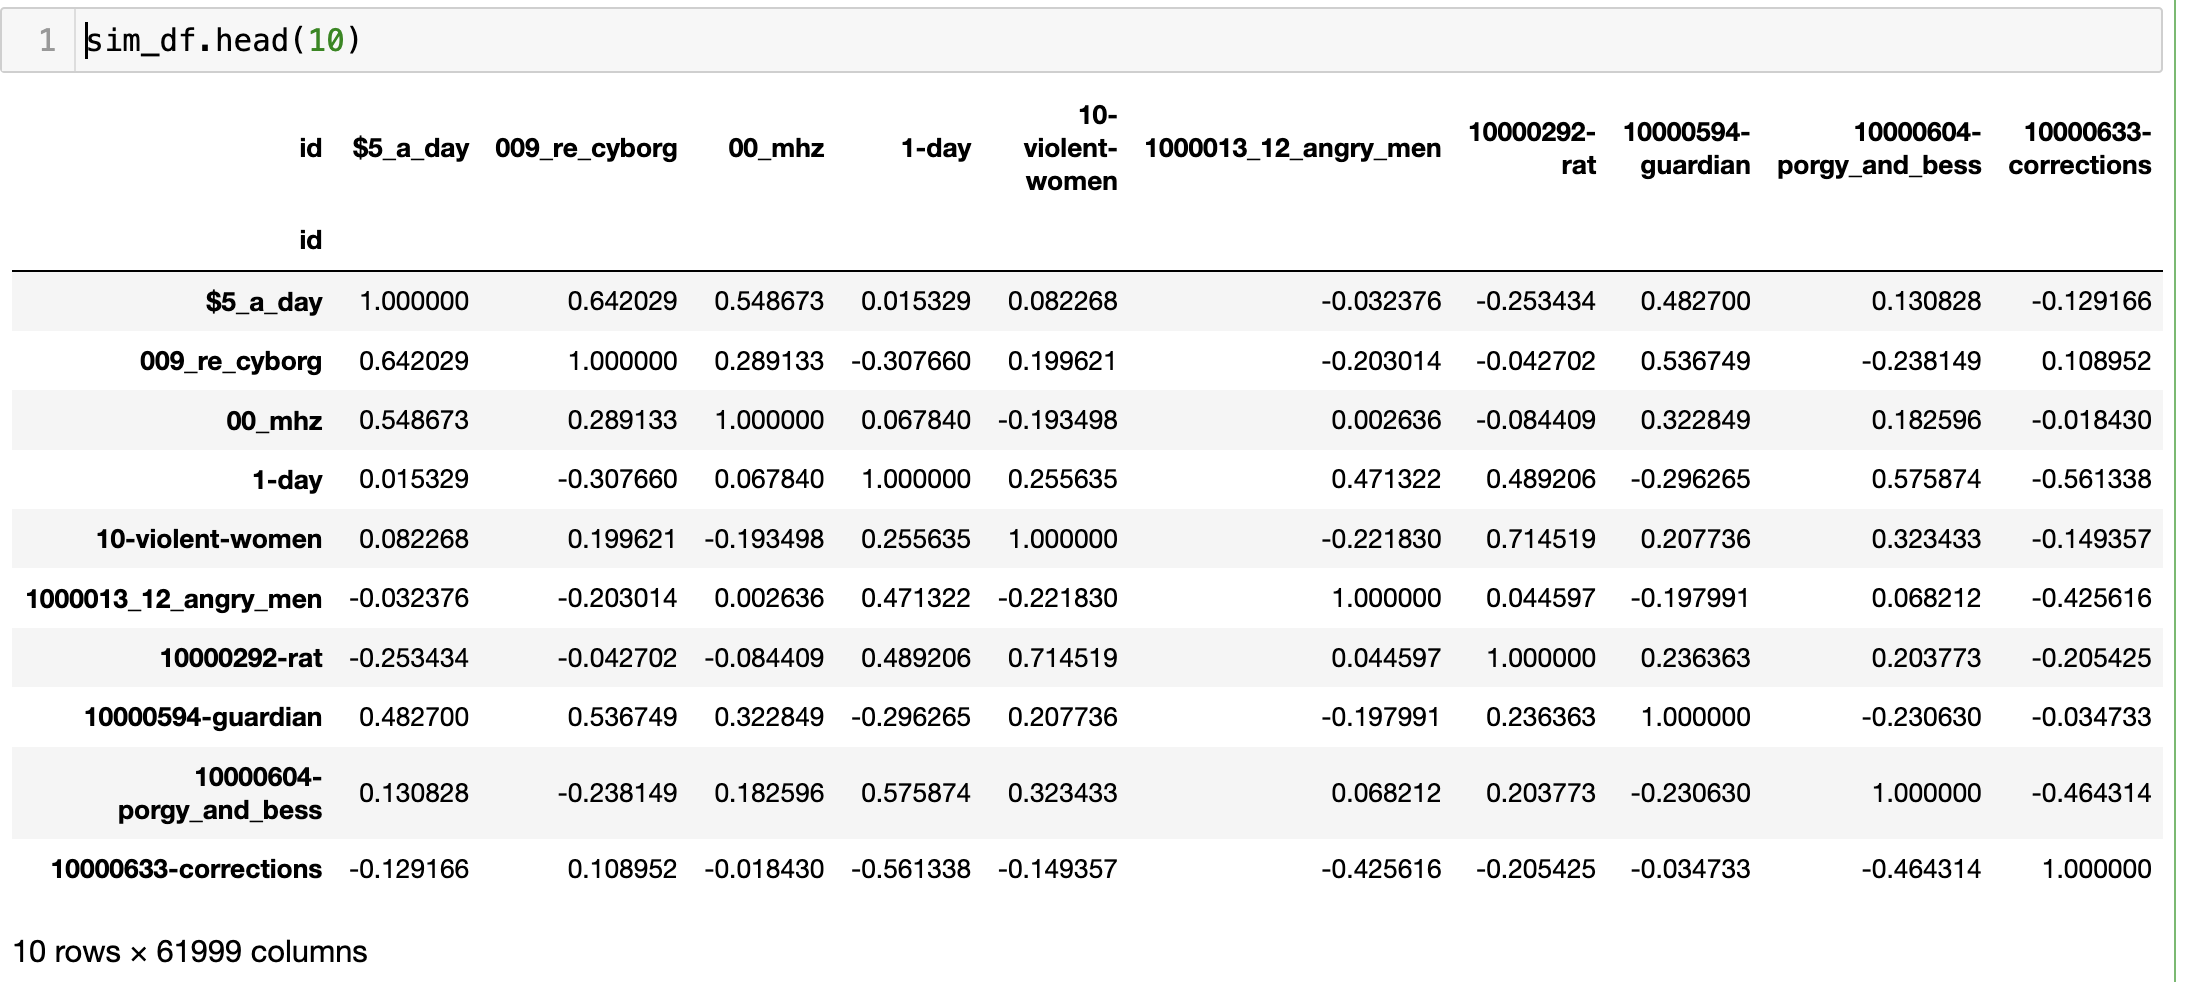 1 sim_df.head(10)
id $5_a_day 009_re_cyborg 00_mhz 1-day 10-violent-women 1000013_12_angry_men 10000292-rat 10000594-guardian 10000604-porgy_and_bess 10000633-corrections
id
$5_a_day 1.000000 0.642029 0.548673 0.015329 0.082268 -0.032376 -0.253434 0.482700 0.130828 -0.129166
009_re_cyborg 0.642029 1.000000 0.289133 -0.307660 0.199621 -0.203014 -0.042702 0.536749 -0.238149 0.108952
00_mhz 0.548673 0.289133 1.000000 0.067840 -0.193498 0.002636 -0.084409 0.322849 0.182596 -0.018430
1-day 0.015329 -0.307660 0.067840 1.000000 0.255635 0.471322 0.489206 -0.296265 0.575874 -0.561338
10-violent-women 0.082268 0.199621 -0.193498 0.255635 1.000000 -0.221830 0.714519 0.207736 0.323433 -0.149357
1000013_12_angry_men -0.032376 -0.203014 0.002636 0.471322 -0.221830 1.000000 0.044597 -0.197991 0.068212 -0.425616
10000292-rat -0.253434 -0.042702 -0.084409 0.489206 0.714519 0.044597 1.000000 0.236363 0.203773 -0.205425
10000594-guardian 0.482700 0.536749 0.322849 -0.296265 0.207736 -0.197991 0.236363 1.000000 -0.230630 -0.034733
10000604-porgy_and_bess 0.130828 -0.238149 0.182596 0.575874 0.323433 0.068212 0.203773 -0.230630 1.000000 -0.464314
10000633-corrections -0.129166 0.108952 -0.018430 -0.561338 -0.149357 -0.425616 -0.205425 -0.034733 -0.464314 1.000000
10 rows × 61999 columns